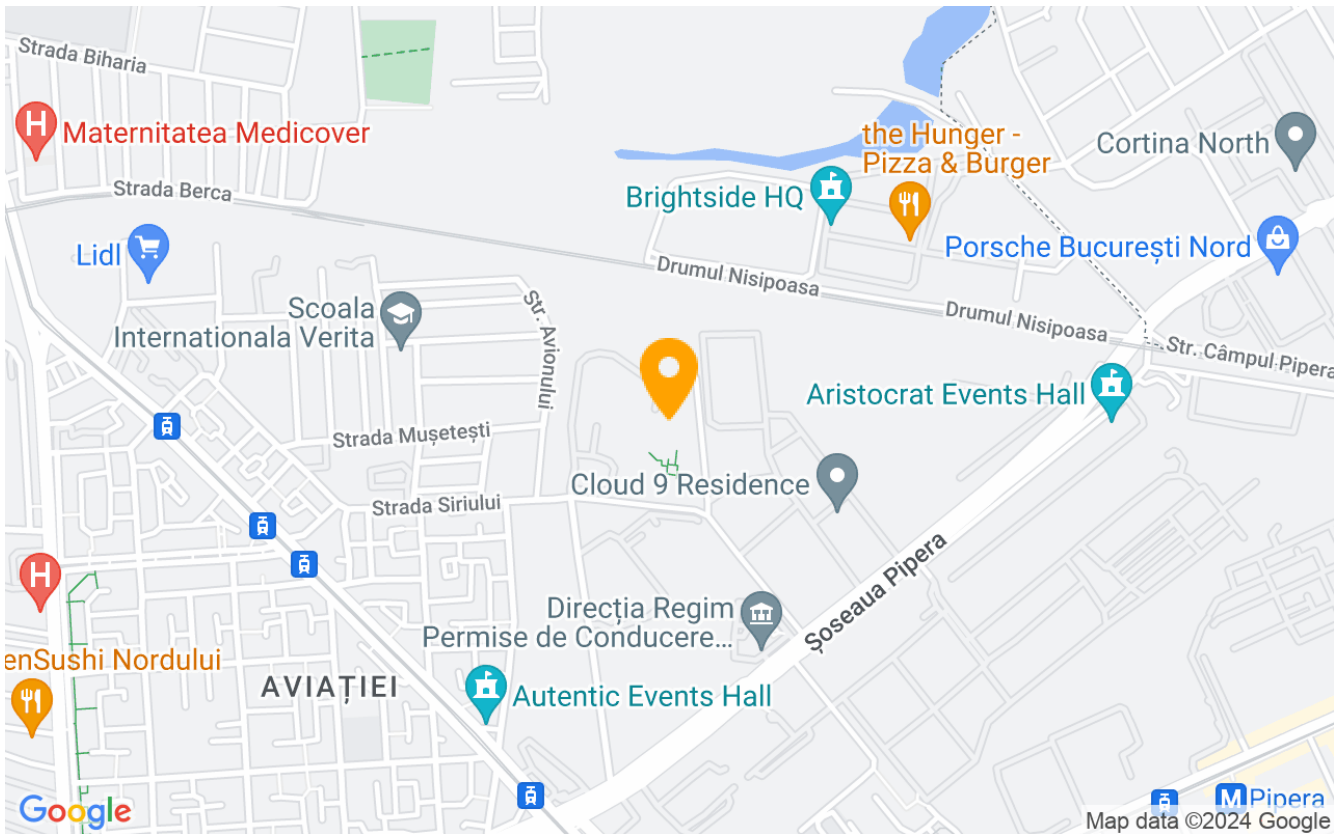 Strada Biharia
H
Maternitatea Medicover
the Hunger -
Pizza & Burger
Cortina North
Strada Berca
Brightside HQ
Lidl
Porsche București Nord
Drumul Nisipoasa
Scoala
Internationala Verita
Str. Avionului
Drumul Nisipoasa
Str. Câmpul Pipera
Aristocrat Events Hall
Strada Mușetești
Cloud 9 Residence
Strada Siriului
H
Șoseaua Pipera
Direcția Regim
Permise de Conducere...
enSushi Nordului
AVIAȚIEI
Autentic Events Hall
Google
M Pipera
Map data ©2024 Google